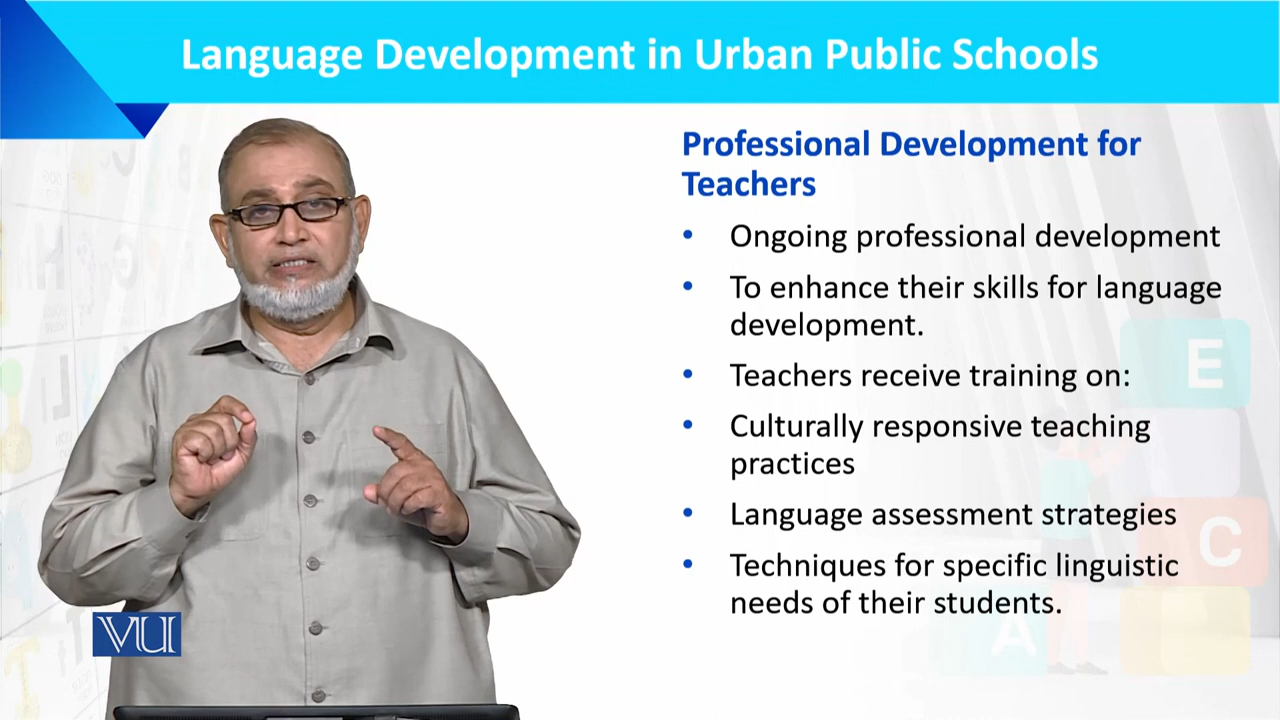 Language Development in Urban Public Schools
Professional Development for
Teachers
• Ongoing professional development
• To enhance their skills for language
development.
• Teachers receive training on:
• Culturally responsive teaching
practices
• Language assessment strategies
• Techniques for specific linguistic
needs of their students.
E
C
A
VU